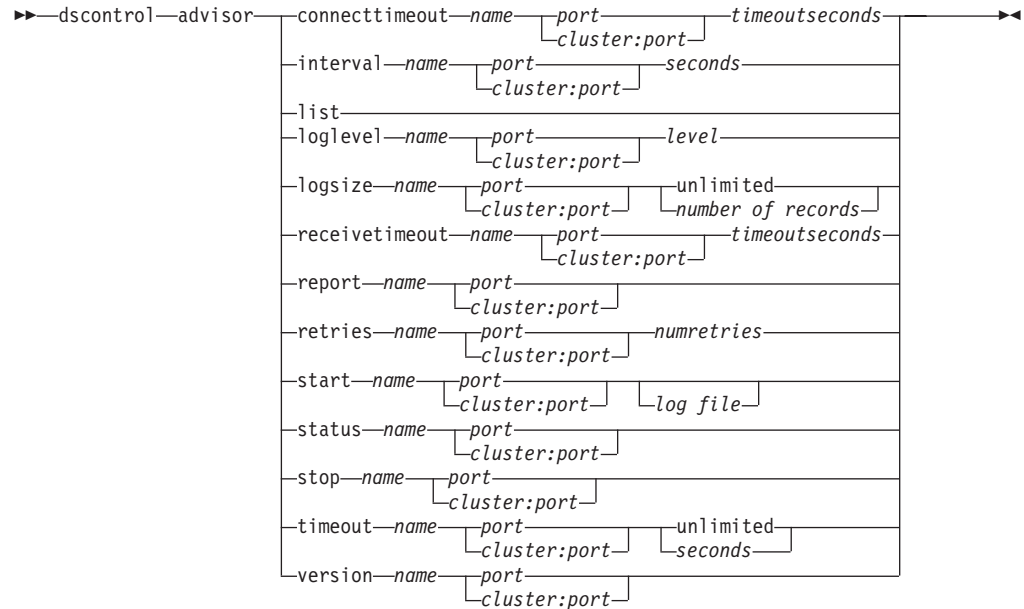 dscontrol advisor connecttimeout name port timeoutseconds
cluster:port
interval name port seconds
cluster:port
list
loglevel name port level
cluster:port
logsize name port unlimited
cluster:port number of records
receivetimeout name port timeoutseconds
cluster:port
report name port
cluster:port
retries name port numretries
cluster:port
start name port
cluster:port log file
status name port
cluster:port
stop name port
cluster:port
timeout name port unlimited
cluster:port seconds
version name port
cluster:port